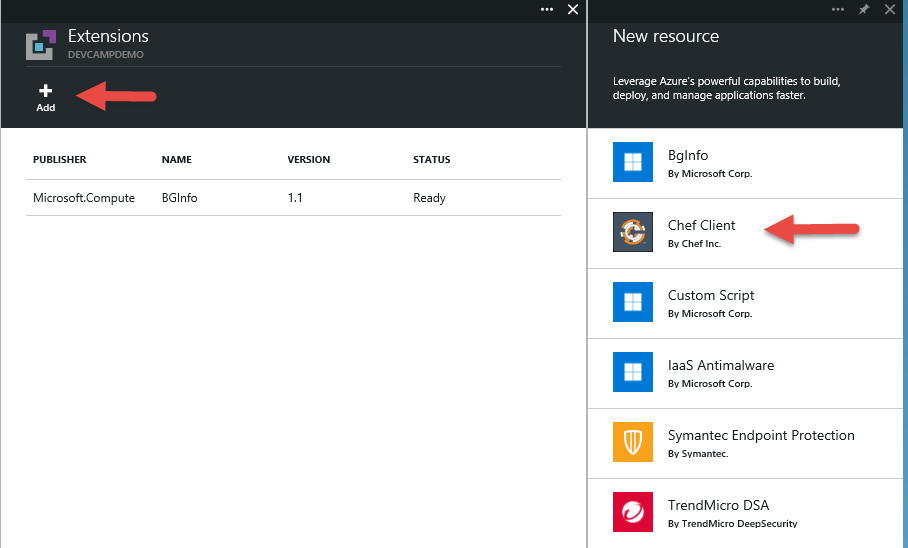 Extensions
DEVCAMPDEMO
Add
PUBLISHER NAME VERSION STATUS
Microsoft.Compute BGInfo 1.1 Ready
New resource
Leverage Azure's powerful capabilities to build,
deploy, and manage applications faster.
BgInfo
By Microsoft Corp.
Chef Client
By Chef Inc.
Custom Script
By Microsoft Corp.
IaaS Antimalware
By Microsoft Corp.
Symantec Endpoint Protection
By Symantec.
TrendMicro DSA
By TrendMicro DeepSecurity